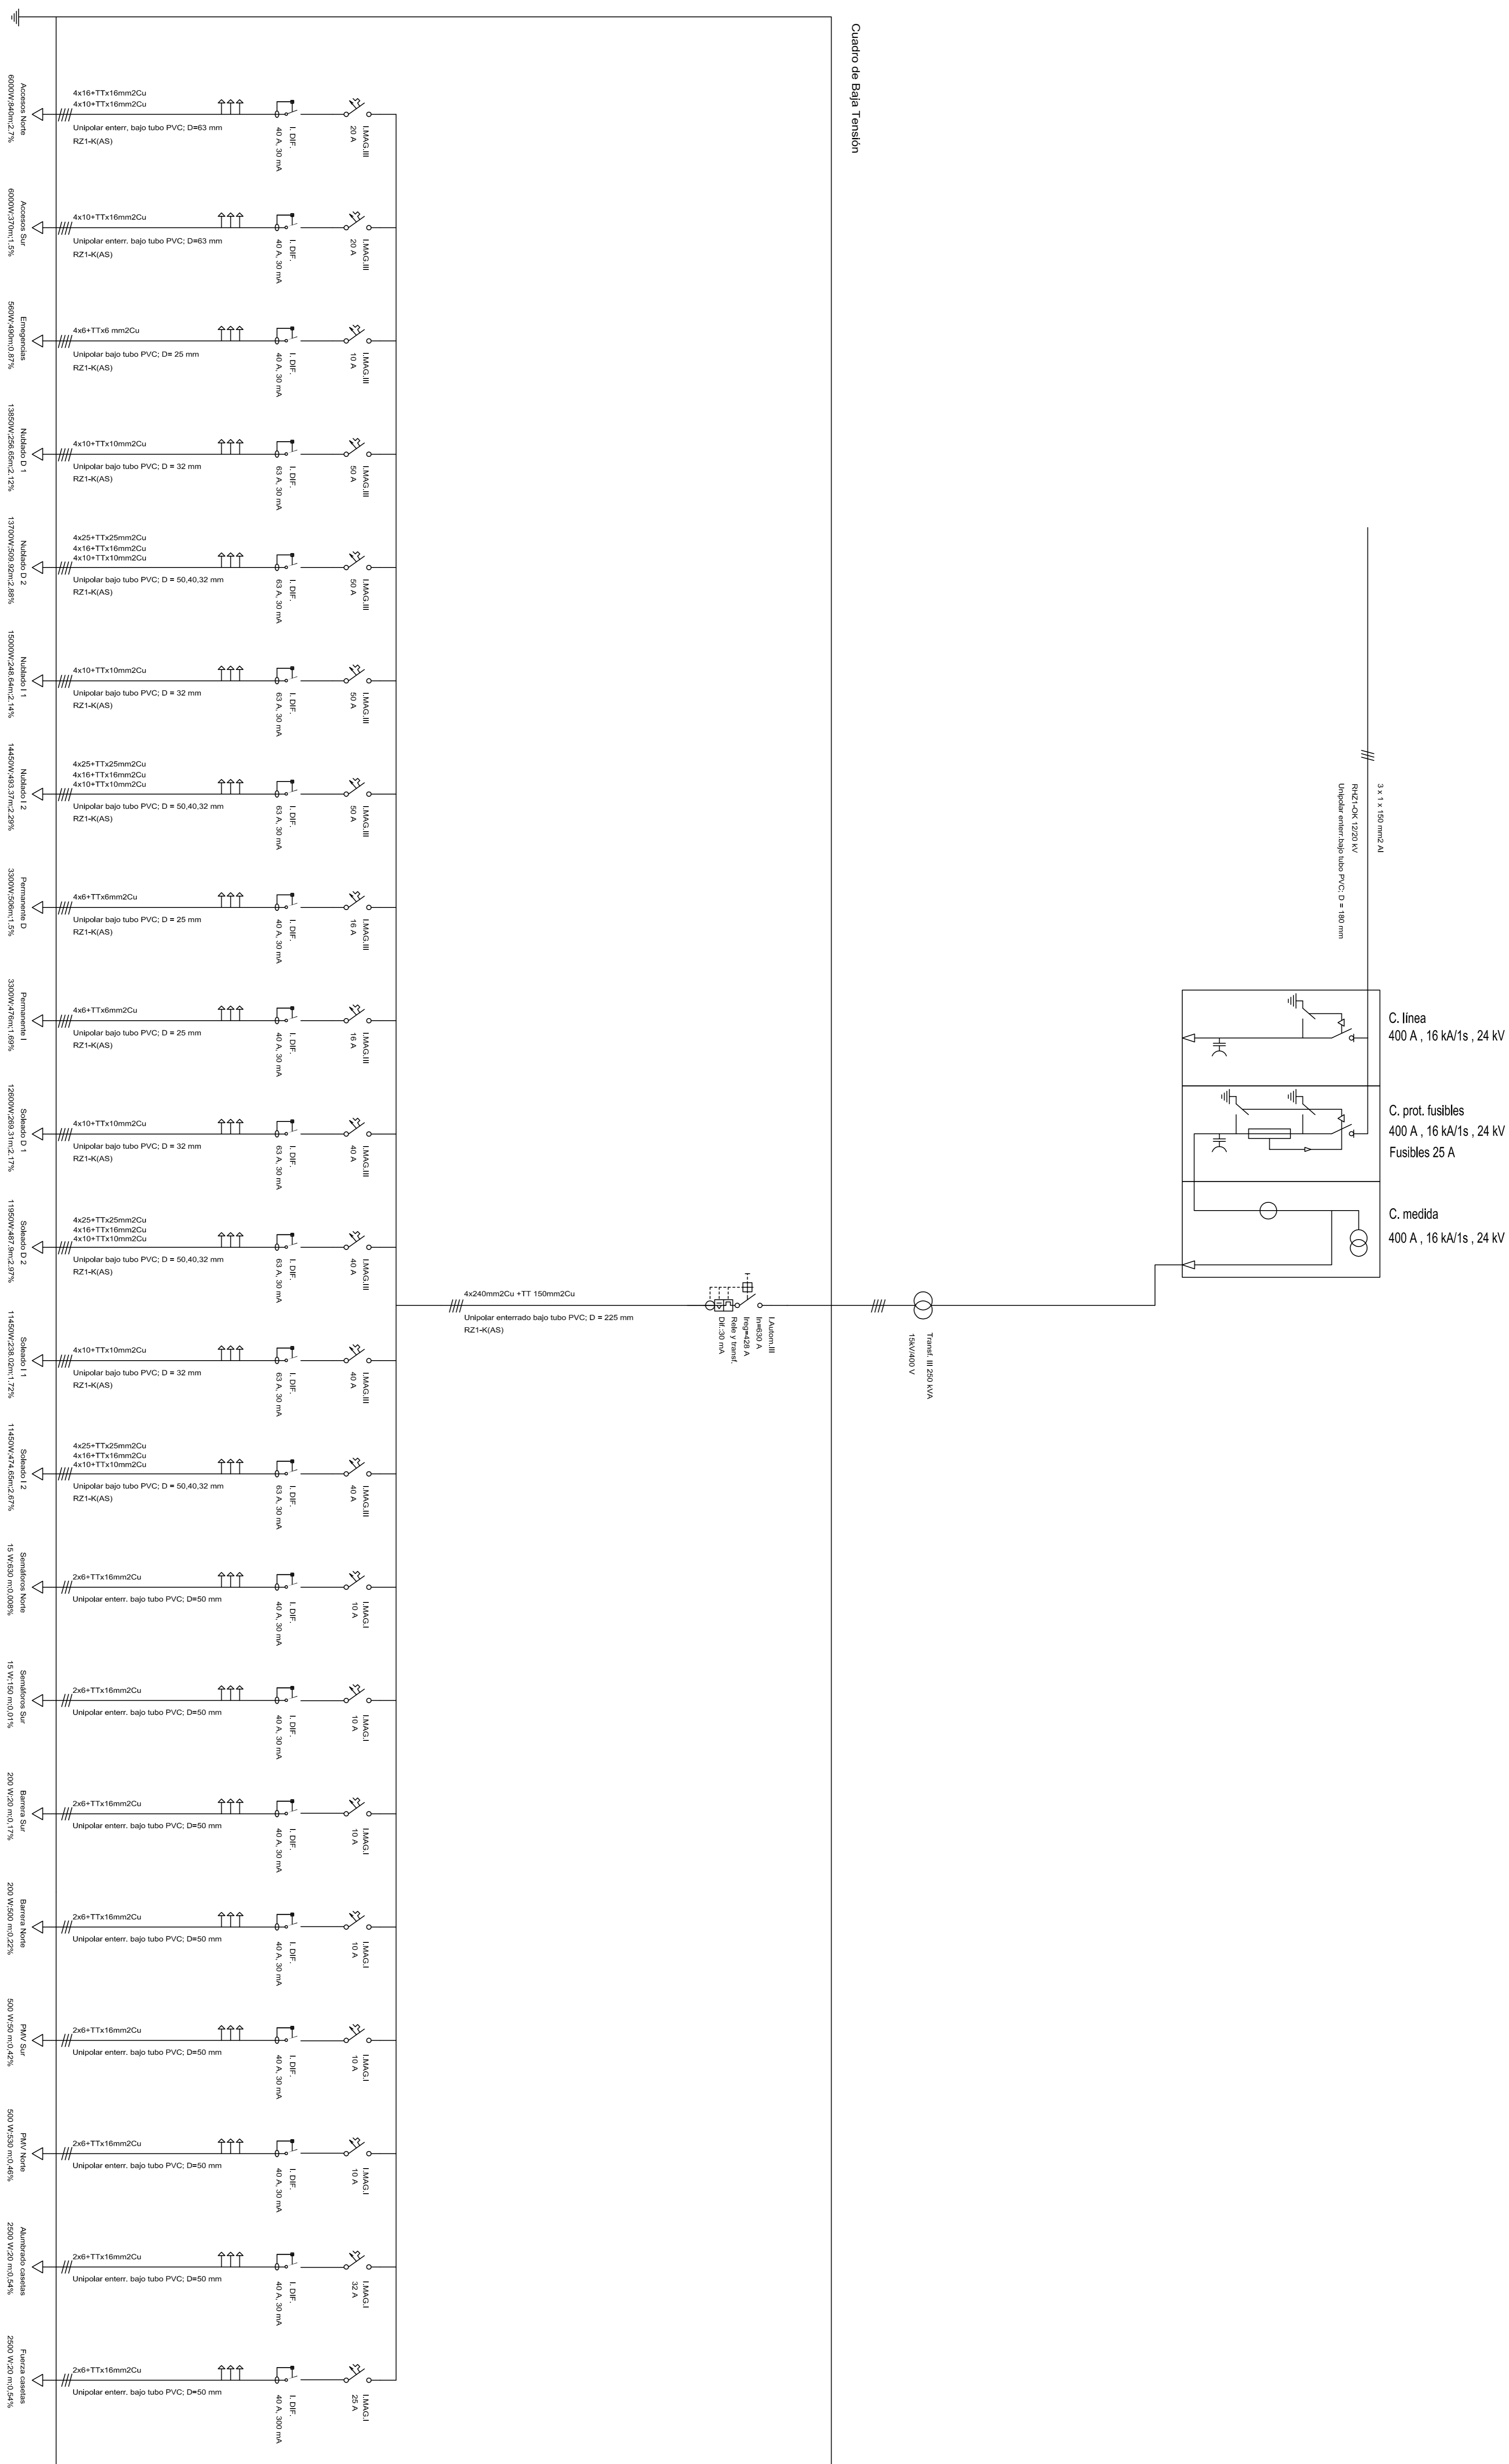 Cuadro de Baja Tensión
3 x 1 x 150 mm2 Al
RHZ1-OK 12/20 kV
Unipolar enterr.bajo tubo PVC; D = 180 mm
C. línea
400 A , 16 kA/1s , 24 kV
C. prot. fusibles
400 A , 16 kA/1s , 24 kV
Fusibles 25 A
C. medida
400 A , 16 kA/1s , 24 kV
Transf. III 250 kVA
15kV/400 V
I.Autom.III
In=630 A
Ireg=428 A
Rele y transf.
Dif.:30 mA
4x240mm2Cu +TT 150mm2Cu
Unipolar enterrado bajo tubo PVC; D = 225 mm
RZ1-K(AS)
I.MAG.III
20 A
I. DIF.
40 A, 30 mA
4x16+TTx16mm2Cu
4x10+TTx16mm2Cu
Unipolar enterr, bajo tubo PVC; D=63 mm
RZ1-K(AS)
Accesos Norte
6000W;840m;2.7%
I.MAG.III
20 A
I. DIF.
40 A, 30 mA
4x10+TTx16mm2Cu
Unipolar enterr. bajo tubo PVC; D=63 mm
RZ1-K(AS)
Accesos Sur
6000W;370m;1.5%
I.MAG.III
10 A
I. DIF.
40 A, 30 mA
4x6+TTx6 mm2Cu
Unipolar bajo tubo PVC; D= 25 mm
RZ1-K(AS)
Emegencias
560W;490m;0.87%
I.MAG.III
50 A
I. DIF.
63 A, 30 mA
4x10+TTx10mm2Cu
Unipolar bajo tubo PVC; D = 32 mm
RZ1-K(AS)
Nublado D 1
13850W;256.65m;2.12%
I.MAG.III
50 A
I. DIF.
63 A, 30 mA
4x25+TTx25mm2Cu
4x16+TTx16mm2Cu
4x10+TTx10mm2Cu
Unipolar bajo tubo PVC; D = 50,40,32 mm
RZ1-K(AS)
Nublado D 2
13700W;509.92m;2.88%
I.MAG.III
50 A
I. DIF.
63 A, 30 mA
4x10+TTx10mm2Cu
Unipolar bajo tubo PVC; D = 32 mm
RZ1-K(AS)
Nublado I 1
15000W;248.64m;2.14%
I.MAG.III
50 A
I. DIF.
63 A, 30 mA
4x25+TTx25mm2Cu
4x16+TTx16mm2Cu
4x10+TTx10mm2Cu
Unipolar bajo tubo PVC; D = 50,40,32 mm
RZ1-K(AS)
Nublado I 2
14450W;493.37m;2.29%
I.MAG.III
16 A
I. DIF.
40 A, 30 mA
4x6+TTx6mm2Cu
Unipolar bajo tubo PVC; D = 25 mm
RZ1-K(AS)
Permanente D
3300W;506m;1.5%
I.MAG.III
16 A
I. DIF.
40 A, 30 mA
4x6+TTx6mm2Cu
Unipolar bajo tubo PVC; D = 25 mm
RZ1-K(AS)
Permanente I
3300W;476m;1.69%
I.MAG.III
40 A
I. DIF.
63 A, 30 mA
4x10+TTx10mm2Cu
Unipolar bajo tubo PVC; D = 32 mm
RZ1-K(AS)
Soleado D 1
12600W;269.31m;2.17%
I.MAG.III
40 A
I. DIF.
63 A, 30 mA
4x25+TTx25mm2Cu
4x16+TTx16mm2Cu
4x10+TTx10mm2Cu
Unipolar bajo tubo PVC; D = 50,40,32 mm
RZ1-K(AS)
Soleado D 2
11950W;487.9m;2.97%
I.MAG.III
40 A
I. DIF.
63 A, 30 mA
4x10+TTx10mm2Cu
Unipolar bajo tubo PVC; D = 32 mm
RZ1-K(AS)
Soleado I 1
11450W;238.02m;1.72%
I.MAG.III
40 A
I. DIF.
63 A, 30 mA
4x25+TTx25mm2Cu
4x16+TTx16mm2Cu
4x10+TTx10mm2Cu
Unipolar bajo tubo PVC; D = 50,40,32 mm
RZ1-K(AS)
Soleado I 2
11450W;474.65m;2.67%
I.MAG.I
10 A
I. DIF.
40 A, 30 mA
2x6+TTx16mm2Cu
Unipolar enterr. bajo tubo PVC; D=50 mm
Semáforos Norte
15 W;630 m;0,008%
I.MAG.I
10 A
I. DIF.
40 A, 30 mA
2x6+TTx16mm2Cu
Unipolar enterr. bajo tubo PVC; D=50 mm
Semáforos Sur
15 W;150 m;0,01%
I.MAG.I
10 A
I. DIF.
40 A, 30 mA
2x6+TTx16mm2Cu
Unipolar enterr. bajo tubo PVC; D=50 mm
Barrera Sur
200 W;20 m;0,17%
I.MAG.I
10 A
I. DIF.
40 A, 30 mA
2x6+TTx16mm2Cu
Unipolar enterr. bajo tubo PVC; D=50 mm
Barrera Norte
200 W;500 m;0,22%
I.MAG.I
10 A
I. DIF.
40 A, 30 mA
2x6+TTx16mm2Cu
Unipolar enterr. bajo tubo PVC; D=50 mm
PMV Sur
500 W;50 m;0,42%
I.MAG.I
10 A
I. DIF.
40 A, 30 mA
2x6+TTx16mm2Cu
Unipolar enterr. bajo tubo PVC; D=50 mm
PMV Norte
500 W;530 m;0,46%
I.MAG.I
32 A
I. DIF.
40 A, 30 mA
2x6+TTx16mm2Cu
Unipolar enterr. bajo tubo PVC; D=50 mm
Alumbrado casetas
2500 W;20 m;0,54%
I.MAG.I
25 A
I. DIF.
40 A, 300 mA
2x6+TTx16mm2Cu
Unipolar enterr. bajo tubo PVC; D=50 mm
Fuerza casetas
2500 W;20 m;0,54%